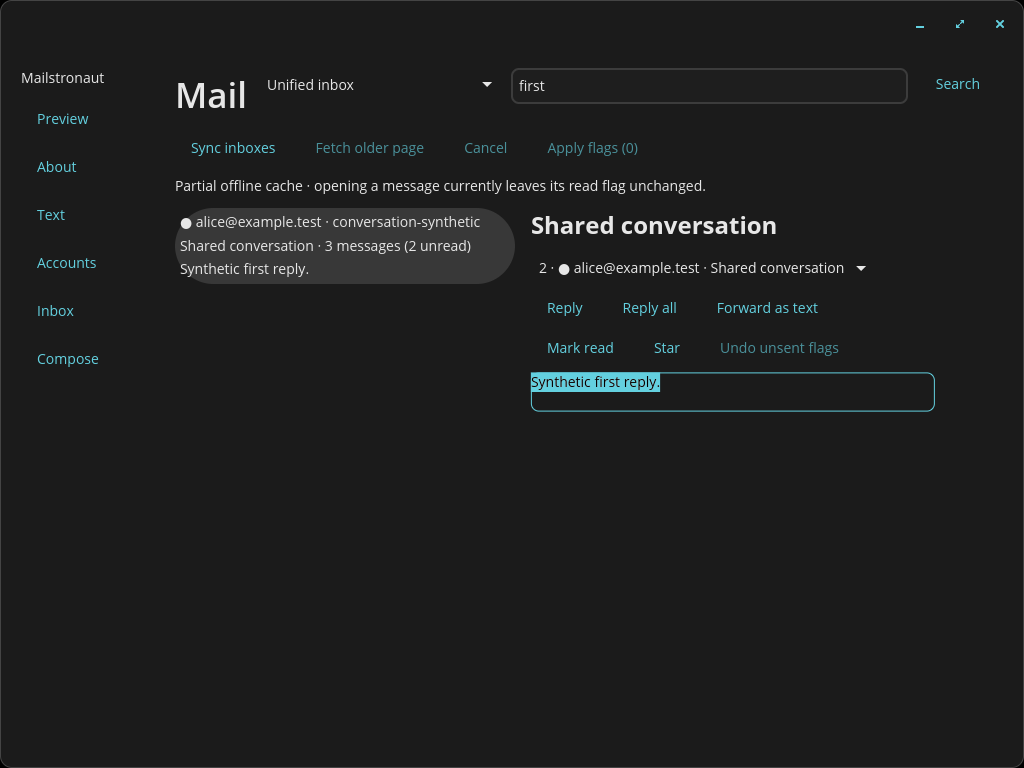 Mailstronaut
Preview
About
Text
Accounts
Inbox
Compose
Mail
Unified inbox
first
Search
Sync inboxes
Fetch older page
Cancel
Apply flags (0)
Partial offline cache · opening a message currently leaves its read flag unchanged.
● alice@example.test · conversation-synthetic
Shared conversation · 3 messages (2 unread)
Synthetic first reply.
Shared conversation
2 · ● alice@example.test · Shared conversation
Reply
Reply all
Forward as text
Mark read
Star
Undo unsent flags
Synthetic first reply.